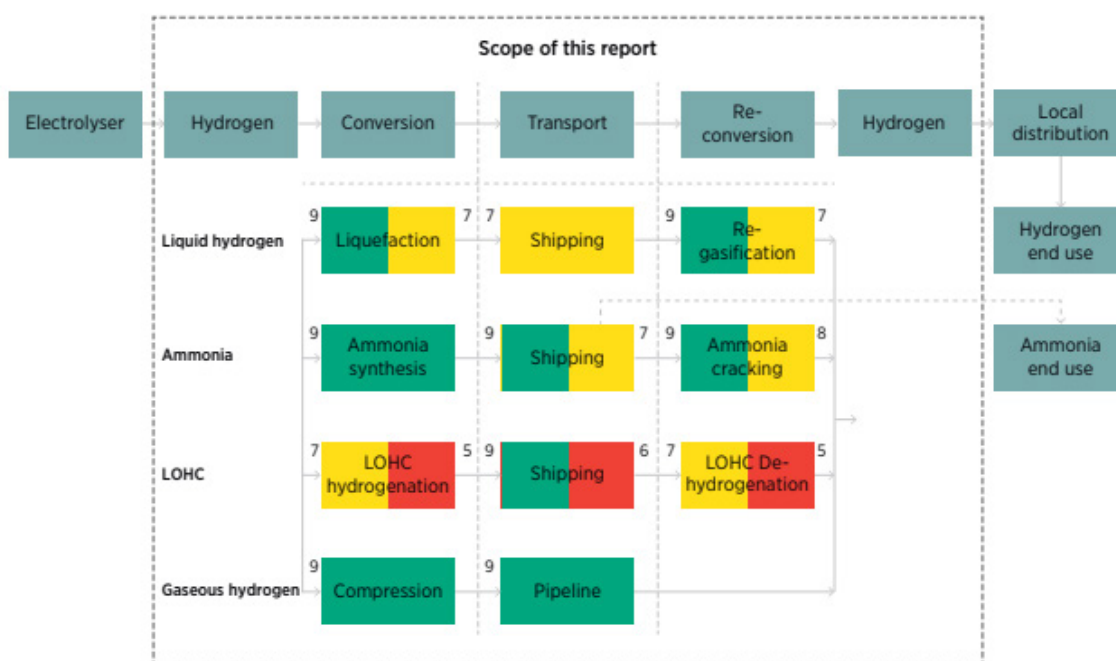 Scope of this report
Electrolyser
Hydrogen
Conversion
Transport
Re-
conversion
Hydrogen
Local
distribution
Liquid hydrogen
9
Liquefaction
7
7
Shipping
9
Re-
gasification
7
Hydrogen
end use
Ammonia
9
Ammonia
synthesis
9
Shipping
7
9
Ammonia
cracking
8
Ammonia
end use
LOHC
7
LOHC
hydrogenation
5
9
Shipping
6
7
LOHC De-
hydrogenation
5
Gaseous hydrogen
9
Compression
9
Pipeline